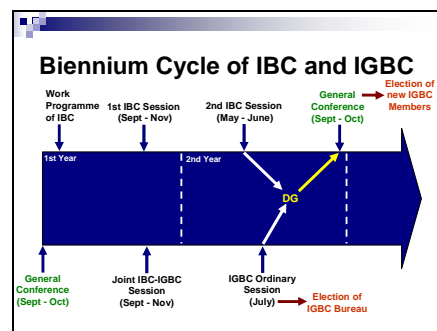 Biennium Cycle of IBC and IGBC
Work
Programme
of IBC
1st IBC Session
(Sept - Nov)
2nd IBC Session
(May - June)
General
Conference
(Sept - Oct)
Election of
new IGBC
Members
1st Year
2nd Year
DG
General
Conference
(Sept - Oct)
Joint IBC-IGBC
Session
(Sept - Nov)
IGBC Ordinary
Session
(July)
Election of
IGBC Bureau